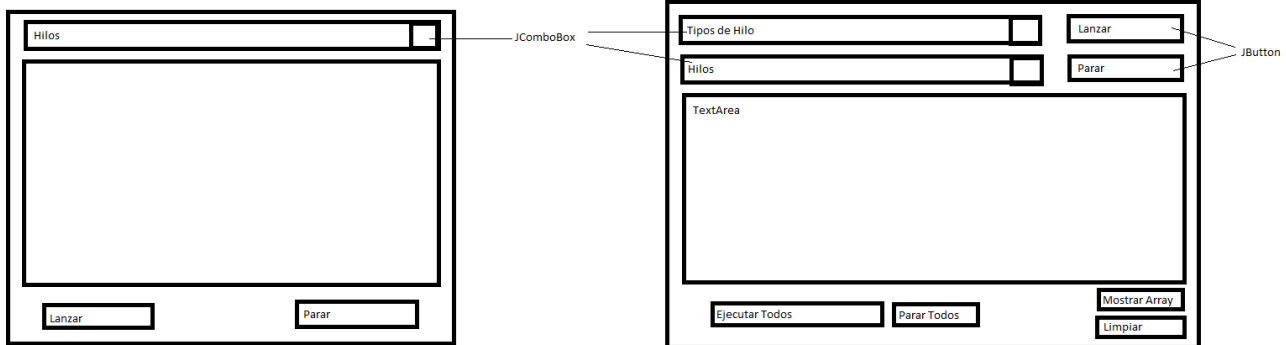 Hilos
Lanzar
Parar
JComboBox
Tipos de Hilo
Lanzar
Hilos
Parar
JButton
TextArea
Ejecutar Todos
Parar Todos
Mostrar Array
Limpiar